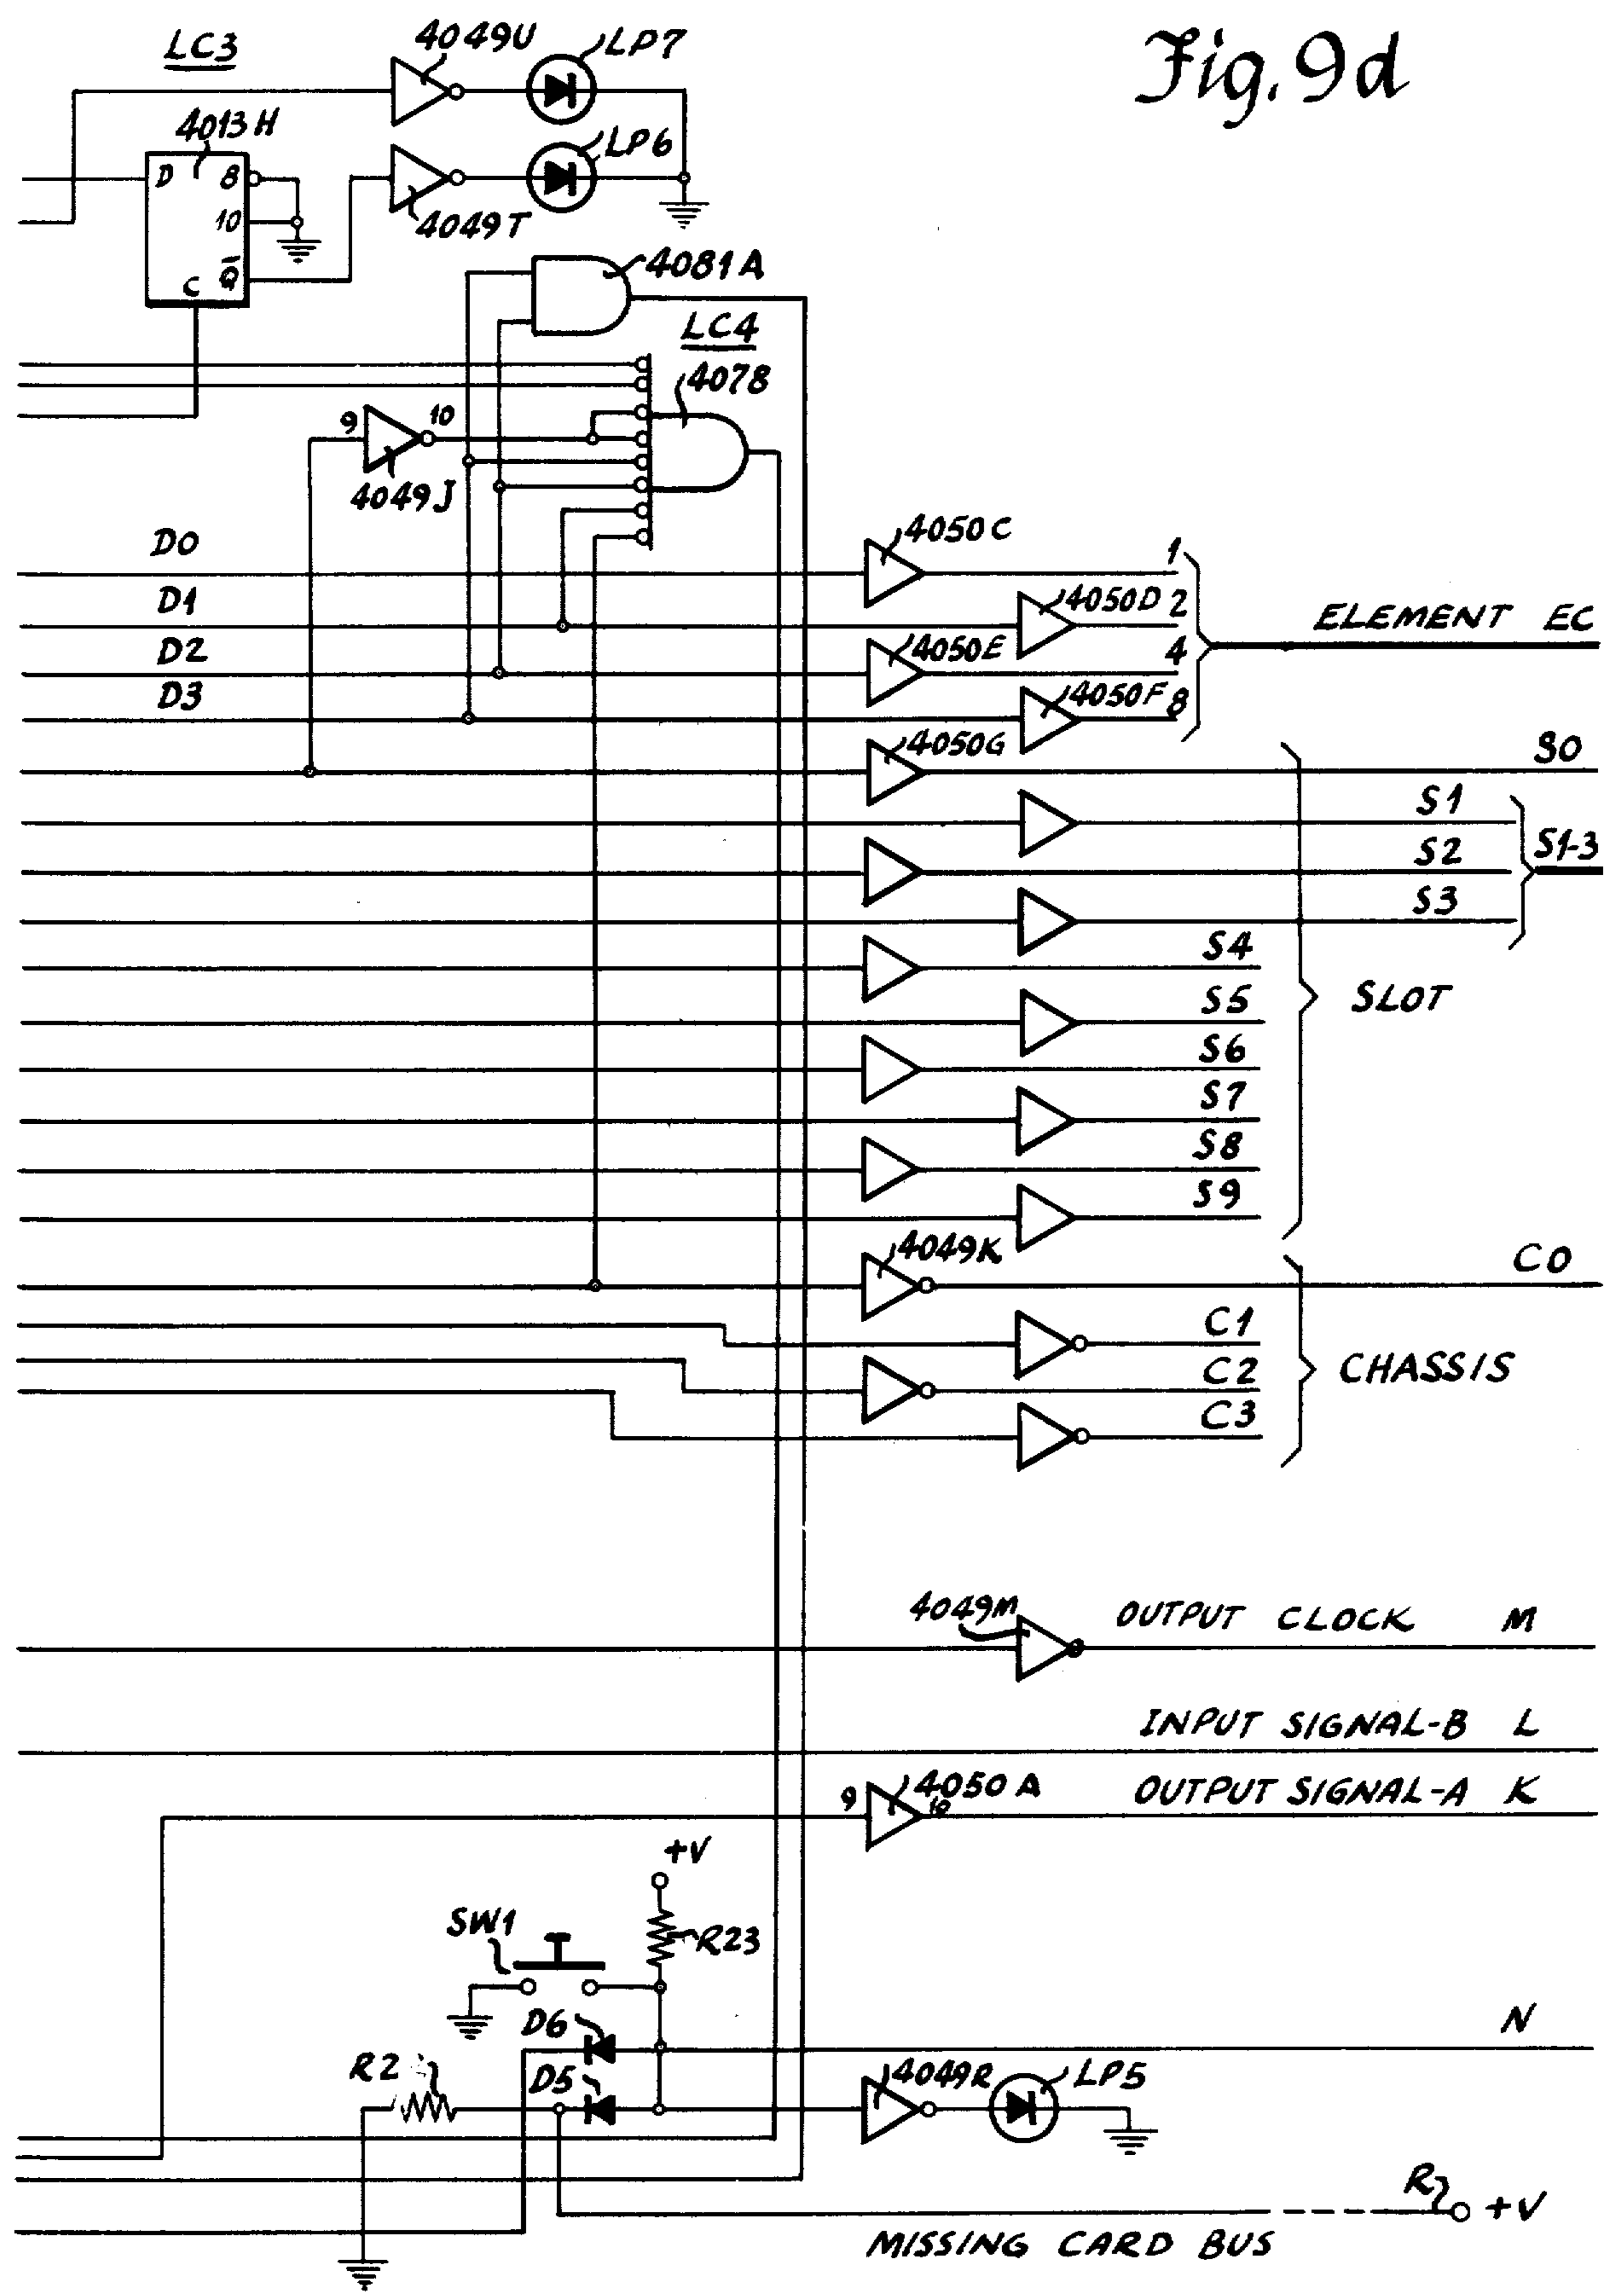 Fig. 9d
LC3
4049U
LP7
4013H
D
8
10
Q̅
C
LP6
4049T
4081A
LC4
4078
9
10
4049J
D0
4050C
1
D1
4050D
2
ELEMENT EC
D2
4050E
4
D3
4050F
8
4050G
S0
S1
S2
S1-3
S3
S4
S5
SLOT
S6
S7
S8
S9
4049K
C0
C1
C2
CHASSIS
C3
4049M
OUTPUT CLOCK M
INPUT SIGNAL-B L
9
4050A
10
OUTPUT SIGNAL-A K
+V
SW1
R23
D6
N
R2
D5
4049R
LP5
R
+V
MISSING CARD BUS